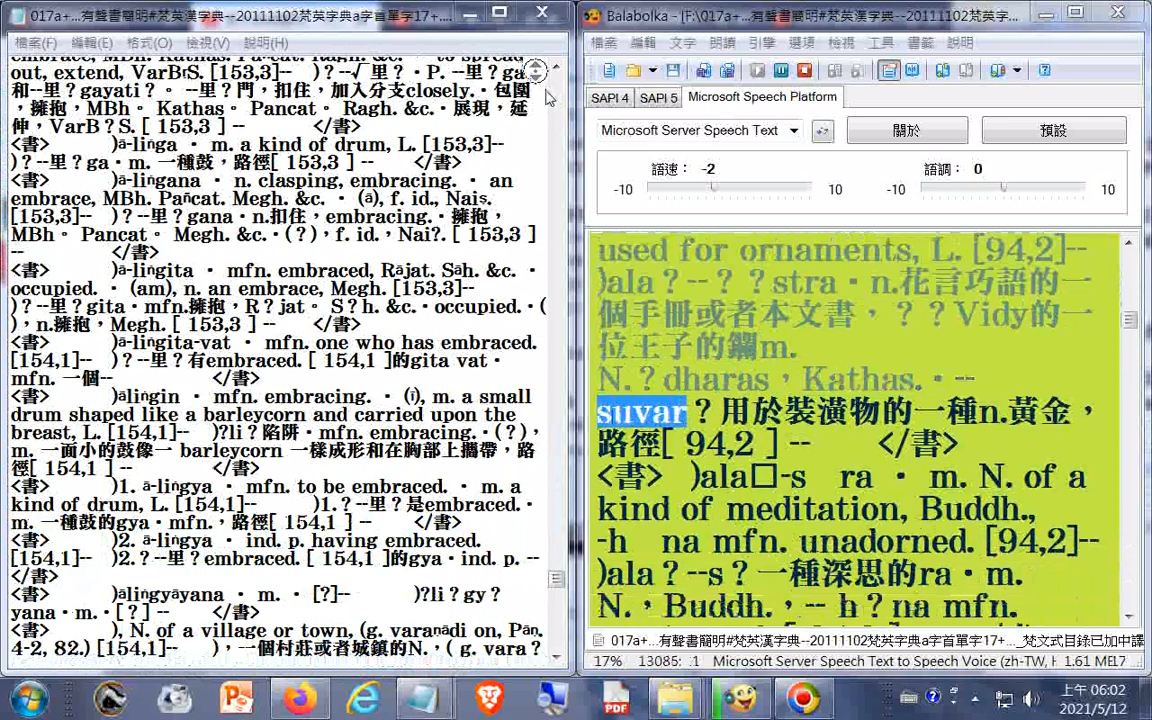 017a+...有聲書簡明#梵英漢字典--20111102梵英字典a字首單字17+...
檔案(F) 編輯(E) 格式(O) 檢視(V) 說明(H)
embrace, MBh. Kathas. Pa-cat. Ragh. &c. · to spread
out, extend, VarBṛS. [153,3]-- )?--√ 里?·P. --里?ga
和--里?gayati?。--里?門,扣住,加入分支closely.·包圍
,擁抱,MBh。Kathas。Pancat。Ragh。&c.·展現,延
伸,VarB?S. [ 153,3 ] -- </書>
<書> )ā-liṅga · m. a kind of drum, L. [153,3]--
)?--里?ga·m. 一種鼓,路徑[ 153,3 ] -- </書>
<書> )ā-liṅgana · n. clasping, embracing. · an
embrace, MBh. Pañcat. Megh. &c. · (ā), f. id., Naiṣ.
[153,3]-- )?--里?gana·n.扣住,embracing.·擁抱,
MBh。Pancat。Megh. &c.·(?), f. id., Nai?. [ 153,3 ]
-- </書>
<書> )ā-liṅgita · mfn. embraced, Rājat. Sāh. &c. ·
occupied. · (am), n. an embrace, Megh. [153,3]--
)?--里?gita·mfn.擁抱,R?jat。S?h. &c.·occupied.·(
),n.擁抱,Megh. [ 153,3 ] -- </書>
<書> )ā-liṅgita-vat · mfn. one who has embraced.
[154,1]-- )?--里?有embraced. [ 154,1 ]的gita vat·
mfn. 一個-- </書>
<書> )āliṅgin · mfn. embracing. · (ī), m. a small
drum shaped like a barleycorn and carried upon the
breast, L. [154,1]-- )?li?陷阱·mfn. embracing.·(?),
m. 一面小的鼓像一 barleycorn 一樣成形和在胸部上攜帶,路
徑[ 154,1 ] -- </書>
<書> )1. ā-liṅgya · mfn. to be embraced. · m. a
kind of drum, L. [154,1]-- )1.?--里?是embraced.·
m. 一種鼓的gya·mfn.,路徑[ 154,1 ] -- </書>
<書> )2. ā-liṅgya · ind. p. having embraced.
[154,1]-- )2.?--里?embraced. [ 154,1 ]的gya·ind. p. --
</書>
<書> )āliṅgyāyana · m. · [?]-- )?li?gy?
yana·m.·[?] -- </書>
<書> ), N. of a village or town, (g. varaṇādi on, Pāṇ.
4-2, 82.) [154,1]-- ),一個村莊或者城鎮的N.,( g. vara?
Balabolka - [F:\017a+...有聲書簡明#梵英漢字典--20111102梵英字...
檔案 編輯 文字 朗讀 引擎 選項 檢視 工具 書籤 說明
SAPI 4 SAPI 5 Microsoft Speech Platform
Microsoft Server Speech Text 關於 預設
語速: -2 語調: 0
-10 10 -10 10
used for ornaments, L. [94,2]--
)ala?--??stra·n.花言巧語的一
個手冊或者本文書,??Vidy的一
位王子的鑭m.
N.?dharas,Kathas.·--
suvar?用於裝潢物的一種n.黃金,
路徑[ 94,2 ] -- </書>
<書> )ala□-s ra · m. N. of a
kind of meditation, Buddh.,
-h na mfn. unadorned. [94,2]--
)ala?--s?一種深思的ra·m.
N.,Buddh.,-- h?na mfn.
017a+...有聲書簡明#梵英漢字典--20111102梵英字典a字首單字17+..._梵文式目錄已加中譯
17% 13085: .1 Microsoft Server Speech Text to Speech Voice (zh-TW, H 1.61 MB
上午 06:02
2021/5/12